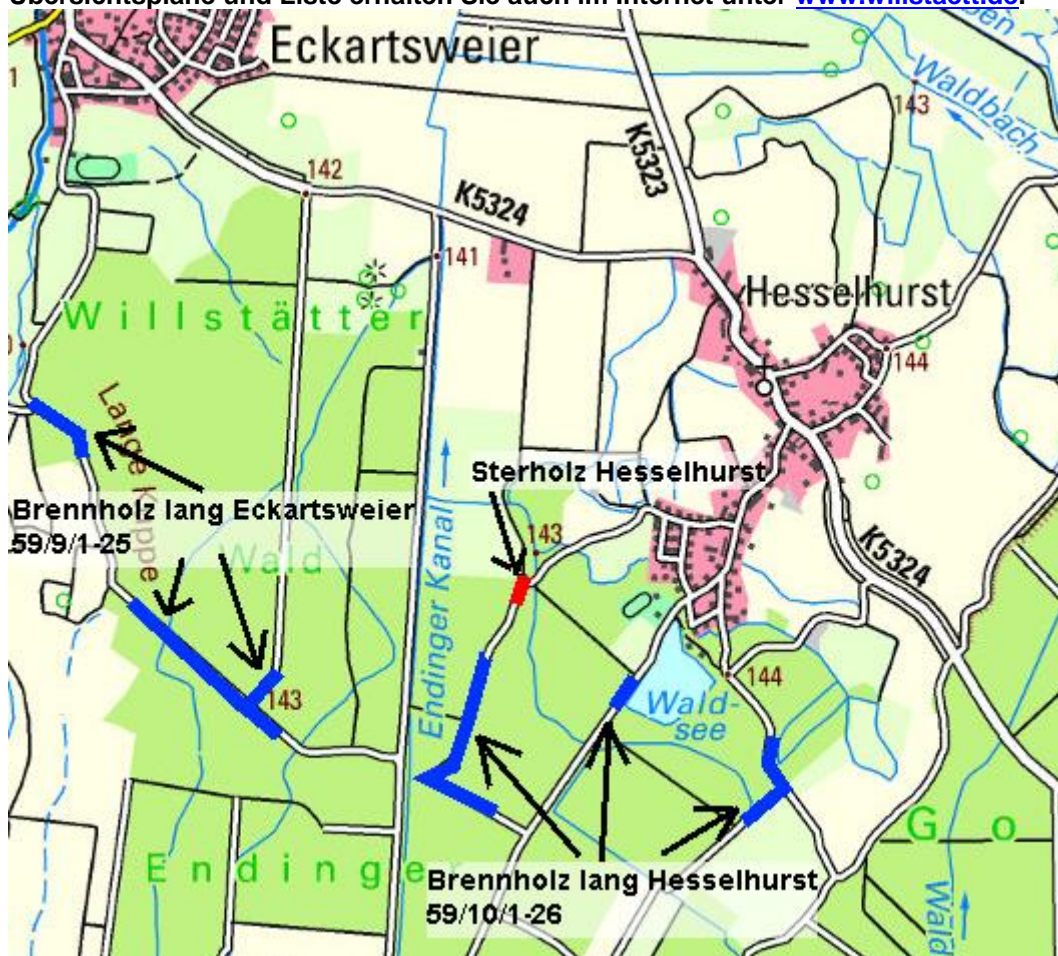 Übersichtspläne und Liste erhalten Sie auch im Internet unter www.willstaett.de.
Eckartsweier
Waldbach
143
K5323
142
K5324
141
Willstätter
Hesselhurst
144
Lange Kuppe
Sterholz Hesselhurst
Brennholz lang Eckartsweier
59/9/1-25
Wald
143
K5324
Endinger Kanal
143
144
Wald-
see
G o
Endinge
Brennholz lang Hesselhurst
59/10/1-26
Wald